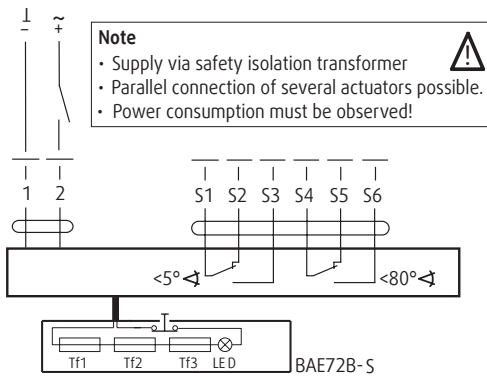 ⊥ ~
- +
Note
• Supply via safety isolation transformer
• Parallel connection of several actuators possible.
• Power consumption must be observed!
1 2 S1 S2 S3 S4 S5 S6
<5° <80°
Tf1 Tf2 Tf3 LED
BAE72B-S